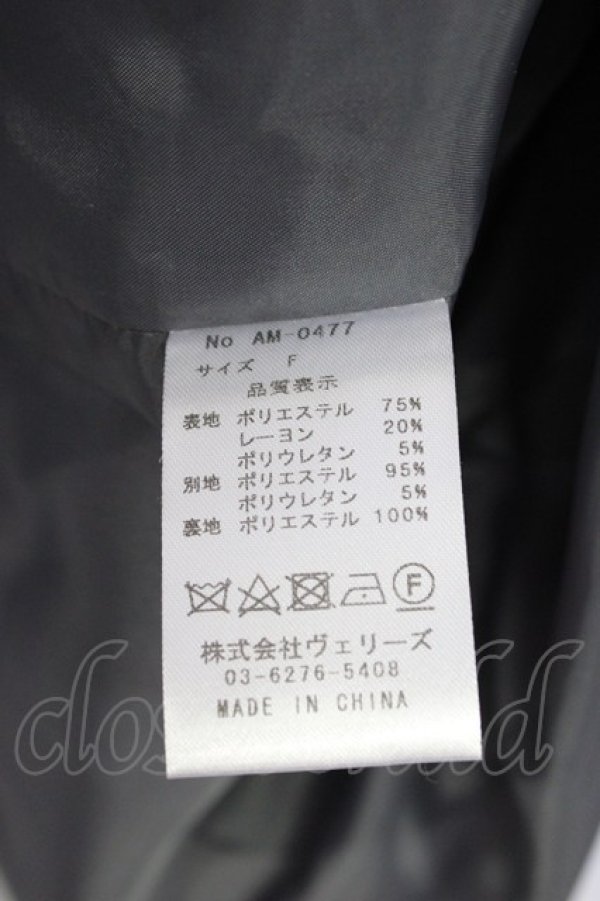 No AM-0477
サイズ F
品質表示
表地 ポリエステル 75%
レーヨン 20%
ポリウレタン 5%
別地 ポリエステル 95%
ポリウレタン 5%
裏地 ポリエステル 100%
F
株式会社ヴェリーズ
03-6276-5408
MADE IN CHINA
closet child